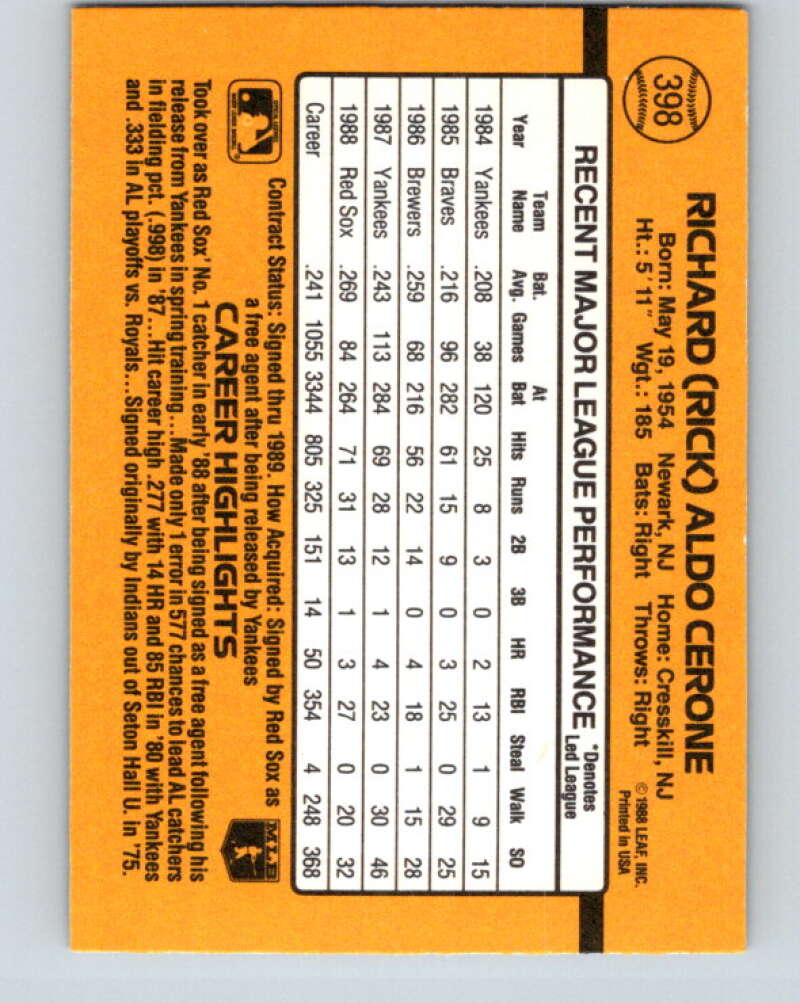 398
RICHARD (RICK) ALDO CERONE
Born: May 19, 1954 Newark, NJ Home: Cresskill, NJ
Ht.: 5'11" Wgt.: 185 Bats: Right Throws: Right
© 1988 LEAF, INC.
Printed in USA
RECENT MAJOR LEAGUE PERFORMANCE *Denotes Led League
Year Team Name Bat. Avg. Games At Bat Hits Runs 2B 3B HR RBI Steal Walk SO
1984 Yankees .208 38 120 25 8 3 0 2 13 1 9 15
1985 Braves .216 96 282 61 15 9 0 3 25 0 29 25
1986 Brewers .259 68 216 56 22 14 0 4 18 1 15 28
1987 Yankees .243 113 284 69 28 12 1 4 23 0 30 46
1988 Red Sox .269 84 264 71 31 13 1 3 27 0 20 32
Career .241 1055 3344 805 325 151 14 50 354 4 248 368
Contract Status: Signed thru 1989. How Acquired: Signed by Red Sox as
a free agent after being released by Yankees
MLB
CAREER HIGHLIGHTS
Took over as Red Sox' No. 1 catcher in early '88 after being signed as a free agent following his
release from Yankees in spring training...Made only 1 error in 577 chances to lead AL catchers
in fielding pct. (.998) in '87...Hit career high .277 with 14 HR and 85 RBI in '80 with Yankees
and .333 in AL playoffs vs. Royals...Signed originally by Indians out of Seton Hall U. in '75.